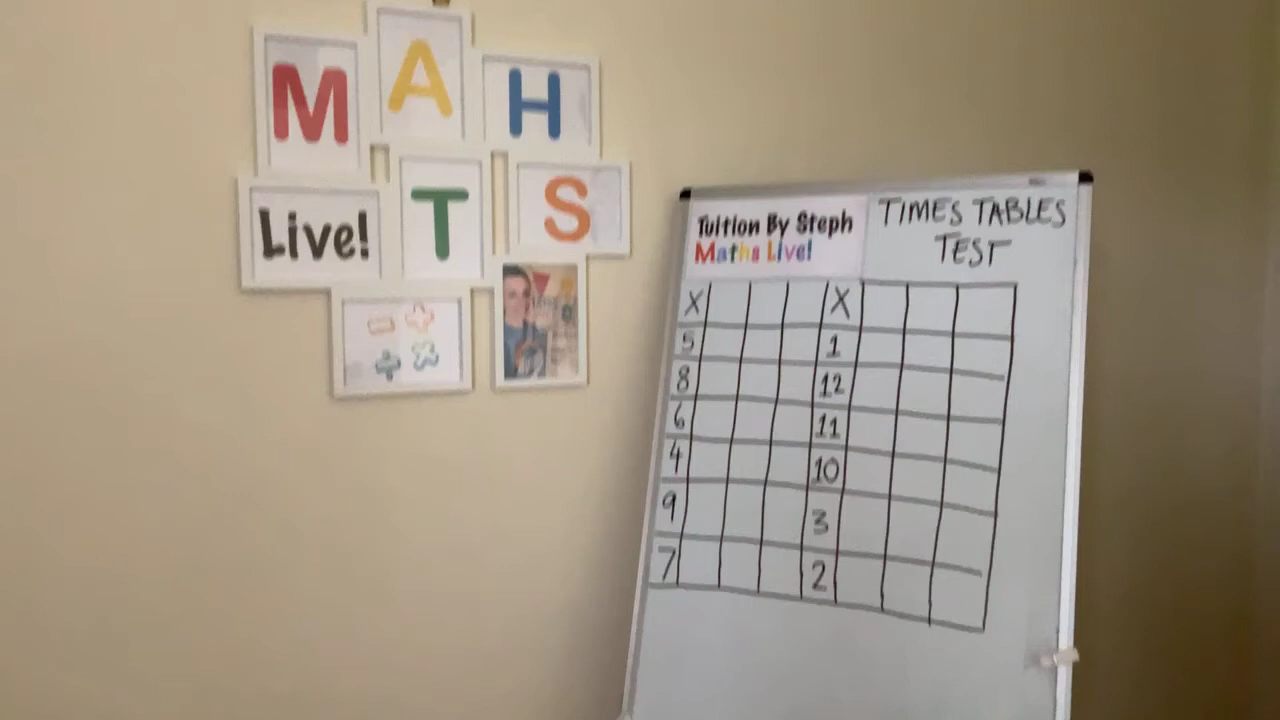 M A H
Live! T S
- +
÷ ×
Tuition By Steph
Maths Live!
TIMES TABLES
TEST
X X
5 1
8 12
6 11
4 10
9 3
7 2